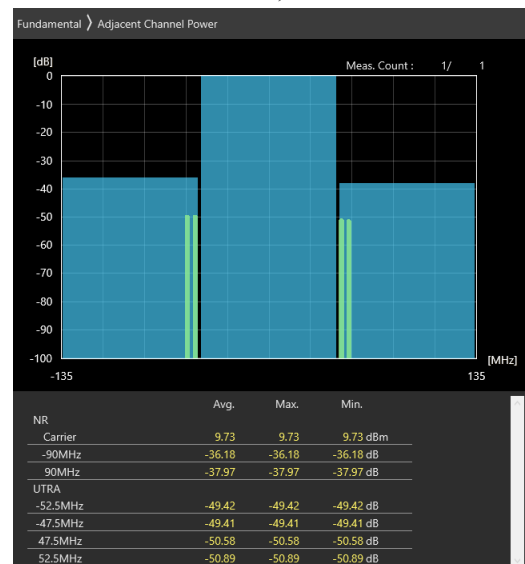 Fundamental ⟩ Adjacent Channel Power
[dB] Meas. Count : 1/ 1
0
-10
-20
-30
-40
-50
-60
-70
-80
-90
-100 [MHz]
-135 135
Avg. Max. Min.
NR
Carrier 9.73 9.73 9.73 dBm
-90MHz -36.18 -36.18 -36.18 dB
90MHz -37.97 -37.97 -37.97 dB
UTRA
-52.5MHz -49.42 -49.42 -49.42 dB
-47.5MHz -49.41 -49.41 -49.41 dB
47.5MHz -50.58 -50.58 -50.58 dB
52.5MHz -50.89 -50.89 -50.89 dB